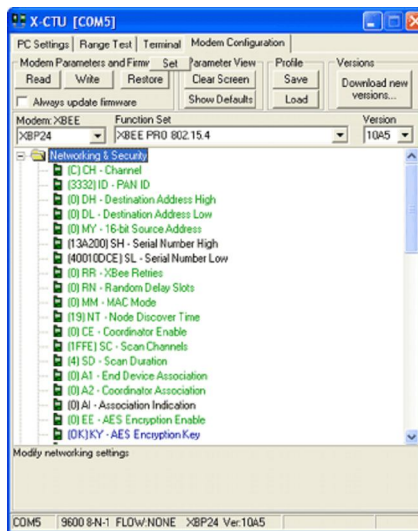 X-CTU [COM5]
PC Settings Range Test Terminal Modem Configuration
Modem Parameters and Firmw Set Parameter View Profile Versions
Read Write Restore Clear Screen Save Download new versions...
Always update firmware Show Defaults Load
Modem: XBEE Function Set Version
XBP24 XBEE PRO 802.15.4 10A5
Networking & Security
(C) CH - Channel
(3332) ID - PAN ID
(0) DH - Destination Address High
(0) DL - Destination Address Low
(0) MY - 16-bit Source Address
(13A200) SH - Serial Number High
(40010DCE) SL - Serial Number Low
(0) RR - XBee Retries
(0) RN - Random Delay Slots
(0) MM - MAC Mode
(19) NT - Node Discover Time
(0) CE - Coordinator Enable
(1FFE) SC - Scan Channels
(4) SD - Scan Duration
(0) A1 - End Device Association
(0) A2 - Coordinator Association
(0) AI - Association Indication
(0) EE - AES Encryption Enable
(0K) KY - AES Encryption Key
Modify networking settings
COM5 9600 8-N-1 FLOW:NONE XBP24 Ver:10A5